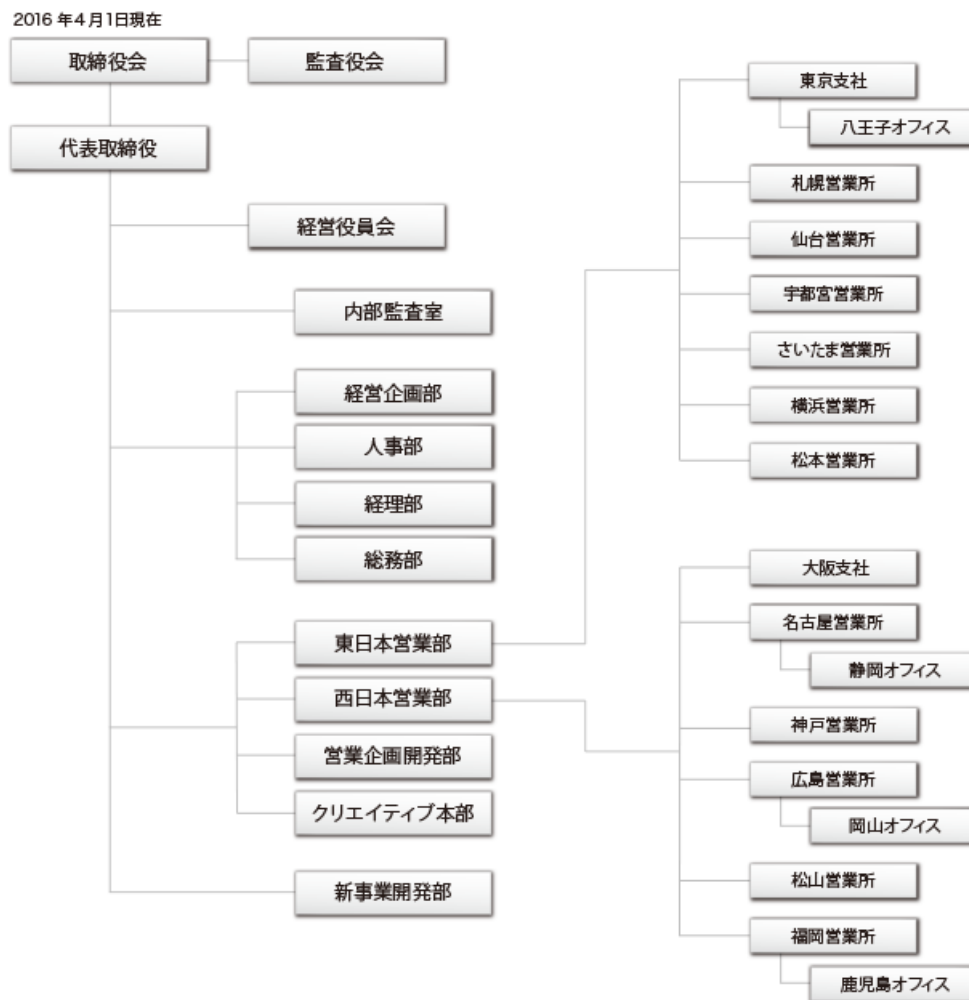 2016 年4月1日現在
取締役会
監査役会
代表取締役
経営役員会
内部監査室
経営企画部
人事部
経理部
総務部
東日本営業部
西日本営業部
営業企画開発部
クリエイティブ本部
新事業開発部
東京支社
八王子オフィス
札幌営業所
仙台営業所
宇都宮営業所
さいたま営業所
横浜営業所
松本営業所
大阪支社
名古屋営業所
静岡オフィス
神戸営業所
広島営業所
岡山オフィス
松山営業所
福岡営業所
鹿児島オフィス